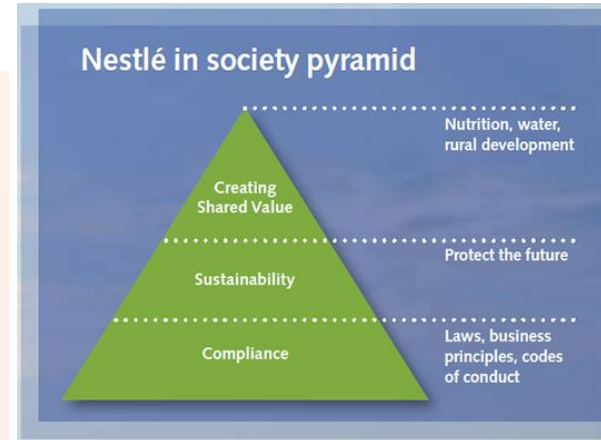 Nestlé in society pyramid
Nutrition, water,
rural development
Creating
Shared Value
Protect the future
Sustainability
Laws, business
principles, codes
of conduct
Compliance